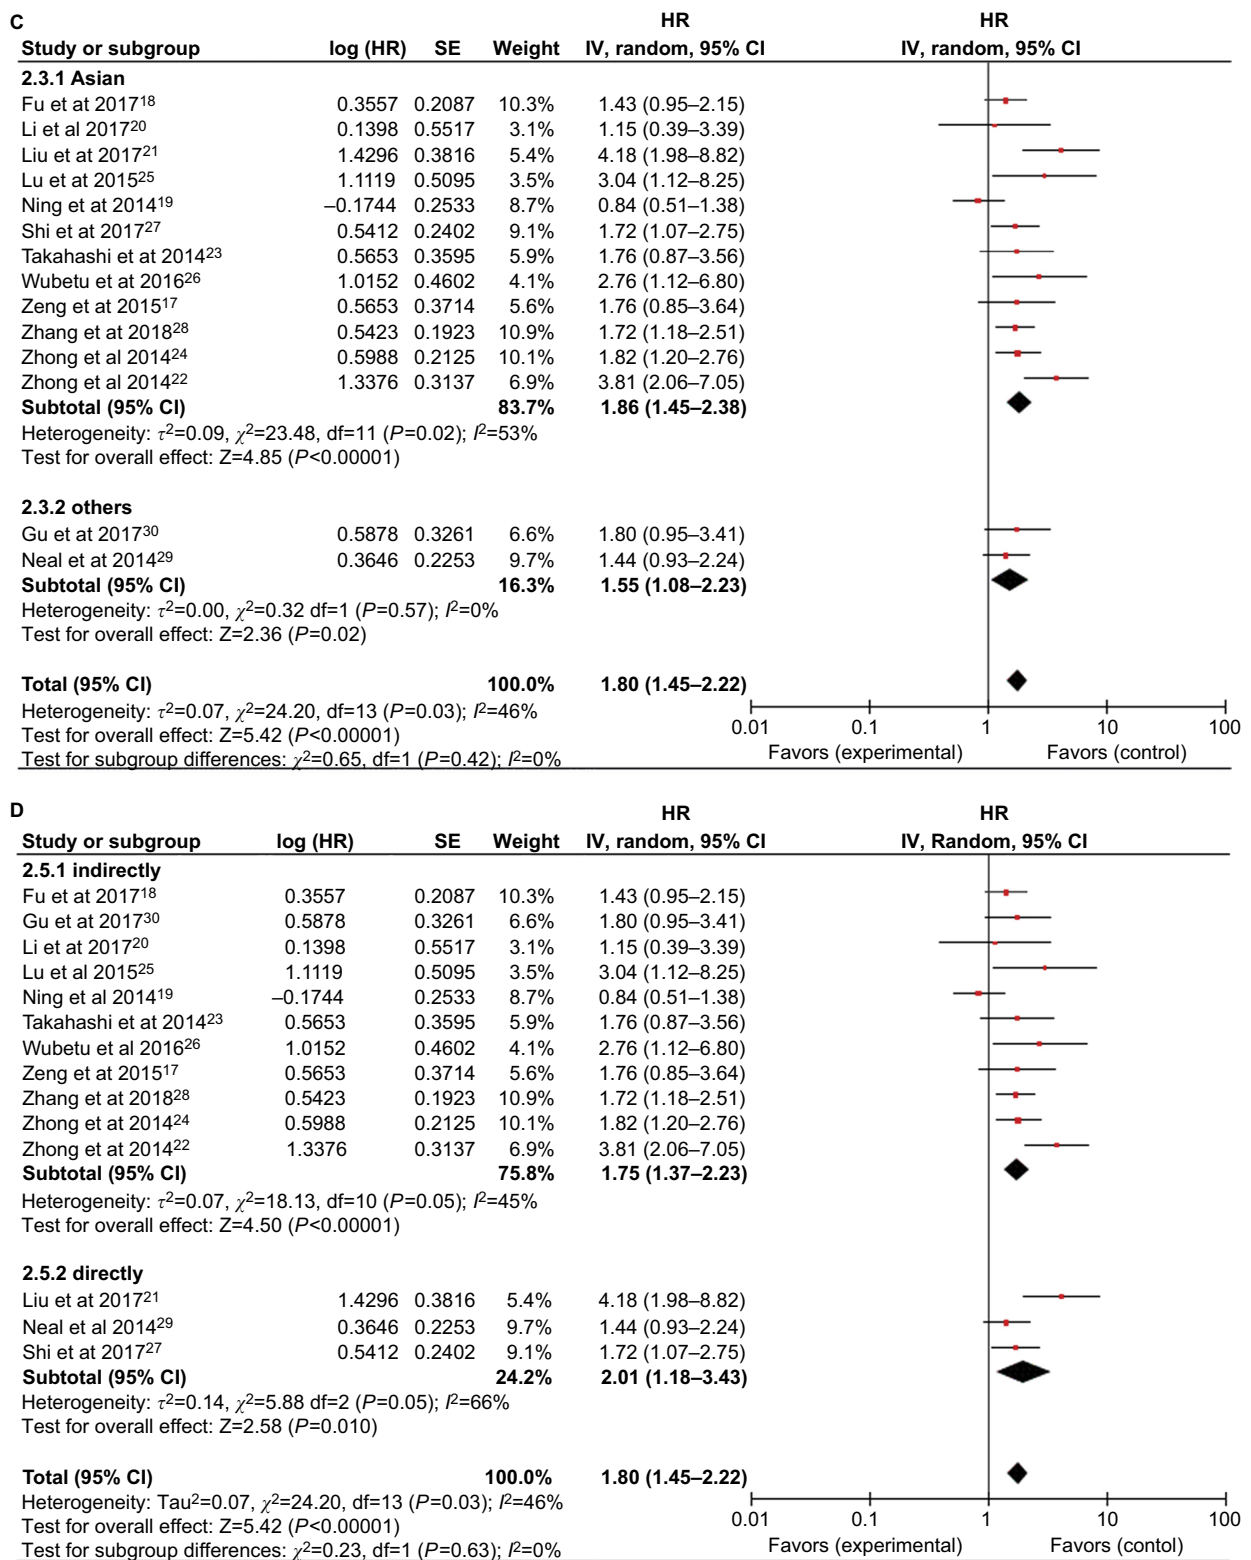 C
HR HR
Study or subgroup log (HR) SE Weight IV, random, 95% CI IV, random, 95% CI
2.3.1 Asian
Fu et at 2017¹⁸ 0.3557 0.2087 10.3% 1.43 (0.95–2.15)
Li et al 2017²⁰ 0.1398 0.5517 3.1% 1.15 (0.39–3.39)
Liu et at 2017²¹ 1.4296 0.3816 5.4% 4.18 (1.98–8.82)
Lu et at 2015²⁵ 1.1119 0.5095 3.5% 3.04 (1.12–8.25)
Ning et at 2014¹⁹ –0.1744 0.2533 8.7% 0.84 (0.51–1.38)
Shi et at 2017²⁷ 0.5412 0.2402 9.1% 1.72 (1.07–2.75)
Takahashi et at 2014²³ 0.5653 0.3595 5.9% 1.76 (0.87–3.56)
Wubetu et at 2016²⁶ 1.0152 0.4602 4.1% 2.76 (1.12–6.80)
Zeng et at 2015¹⁷ 0.5653 0.3714 5.6% 1.76 (0.85–3.64)
Zhang et at 2018²⁸ 0.5423 0.1923 10.9% 1.72 (1.18–2.51)
Zhong et al 2014²⁴ 0.5988 0.2125 10.1% 1.82 (1.20–2.76)
Zhong et al 2014²² 1.3376 0.3137 6.9% 3.81 (2.06–7.05)
Subtotal (95% CI) 83.7% 1.86 (1.45–2.38)
Heterogeneity: τ²=0.09, χ²=23.48, df=11 (P=0.02); I²=53%
Test for overall effect: Z=4.85 (P<0.00001)
2.3.2 others
Gu et at 2017³⁰ 0.5878 0.3261 6.6% 1.80 (0.95–3.41)
Neal et at 2014²⁹ 0.3646 0.2253 9.7% 1.44 (0.93–2.24)
Subtotal (95% CI) 16.3% 1.55 (1.08–2.23)
Heterogeneity: τ²=0.00, χ²=0.32 df=1 (P=0.57); I²=0%
Test for overall effect: Z=2.36 (P=0.02)
Total (95% CI) 100.0% 1.80 (1.45–2.22)
Heterogeneity: τ²=0.07, χ²=24.20, df=13 (P=0.03); I²=46%
Test for overall effect: Z=5.42 (P<0.00001)
Test for subgroup differences: χ²=0.65, df=1 (P=0.42); I²=0%
0.01 0.1 1 10 100
Favors (experimental) Favors (control)
D
HR HR
Study or subgroup log (HR) SE Weight IV, random, 95% CI IV, Random, 95% CI
2.5.1 indirectly
Fu et at 2017¹⁸ 0.3557 0.2087 10.3% 1.43 (0.95–2.15)
Gu et at 2017³⁰ 0.5878 0.3261 6.6% 1.80 (0.95–3.41)
Li et at 2017²⁰ 0.1398 0.5517 3.1% 1.15 (0.39–3.39)
Lu et al 2015²⁵ 1.1119 0.5095 3.5% 3.04 (1.12–8.25)
Ning et al 2014¹⁹ –0.1744 0.2533 8.7% 0.84 (0.51–1.38)
Takahashi et at 2014²³ 0.5653 0.3595 5.9% 1.76 (0.87–3.56)
Wubetu et al 2016²⁶ 1.0152 0.4602 4.1% 2.76 (1.12–6.80)
Zeng et at 2015¹⁷ 0.5653 0.3714 5.6% 1.76 (0.85–3.64)
Zhang et at 2018²⁸ 0.5423 0.1923 10.9% 1.72 (1.18–2.51)
Zhong et at 2014²⁴ 0.5988 0.2125 10.1% 1.82 (1.20–2.76)
Zhong et at 2014²² 1.3376 0.3137 6.9% 3.81 (2.06–7.05)
Subtotal (95% CI) 75.8% 1.75 (1.37–2.23)
Heterogeneity: τ²=0.07, χ²=18.13, df=10 (P=0.05); I²=45%
Test for overall effect: Z=4.50 (P<0.00001)
2.5.2 directly
Liu et at 2017²¹ 1.4296 0.3816 5.4% 4.18 (1.98–8.82)
Neal et al 2014²⁹ 0.3646 0.2253 9.7% 1.44 (0.93–2.24)
Shi et at 2017²⁷ 0.5412 0.2402 9.1% 1.72 (1.07–2.75)
Subtotal (95% CI) 24.2% 2.01 (1.18–3.43)
Heterogeneity: τ²=0.14, χ²=5.88 df=2 (P=0.05); I²=66%
Test for overall effect: Z=2.58 (P=0.010)
Total (95% CI) 100.0% 1.80 (1.45–2.22)
Heterogeneity: Tau²=0.07, χ²=24.20, df=13 (P=0.03); I²=46%
Test for overall effect: Z=5.42 (P<0.00001)
Test for subgroup differences: χ²=0.23, df=1 (P=0.63); I²=0%
0.01 0.1 1 10 100
Favors (experimental) Favors (contol)